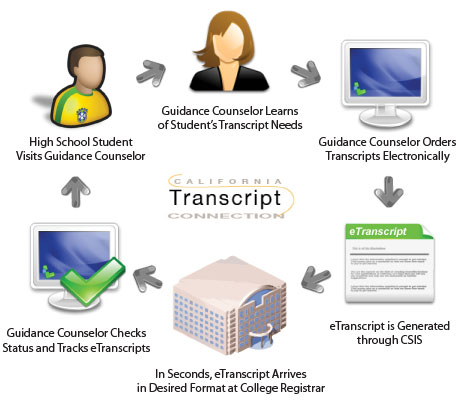 Guidance Counselor Learns
of Student's Transcript Needs
High School Student
Visits Guidance Counselor
Guidance Counselor Orders
Transcripts Electronically
CALIFORNIA
Transcript
CONNECTION
eTranscript
Guidance Counselor Checks
Status and Tracks eTranscripts
eTranscript is Generated
through CSIS
In Seconds, eTranscript Arrives
in Desired Format at College Registrar